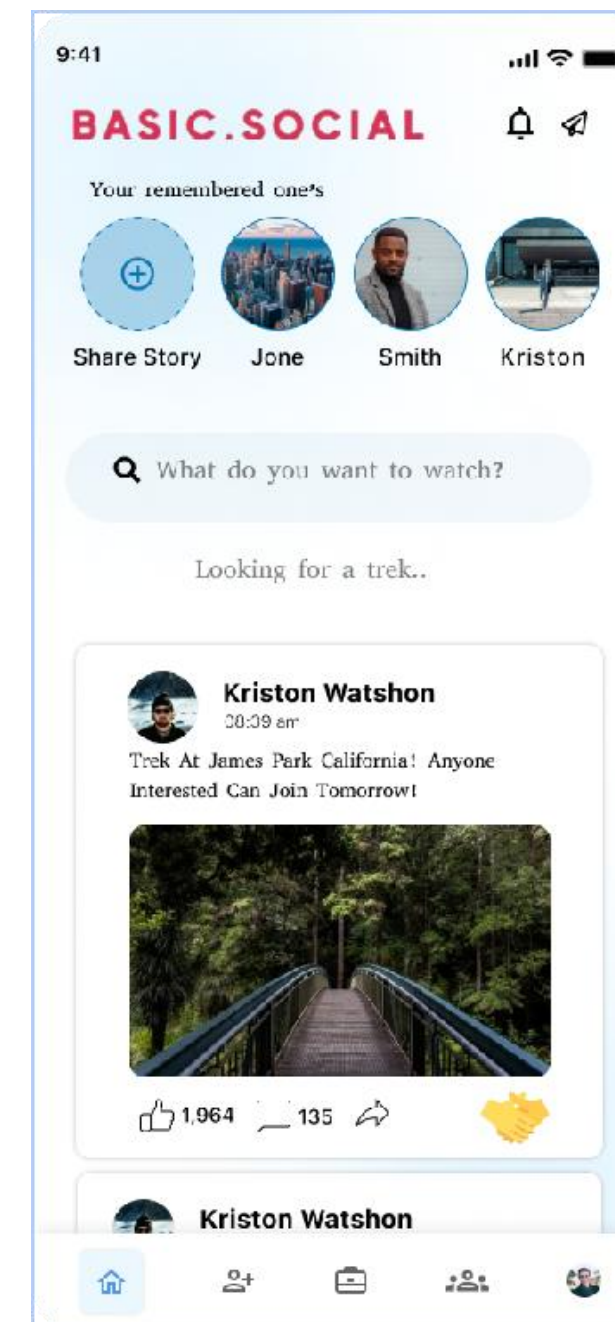 9:41
BASIC.SOCIAL
Your remembered one's
Share Story Jone Smith Kriston
What do you want to watch?
Looking for a trek..
Kriston Watshon
08:39 am
Trek At James Park California! Anyone
Interested Can Join Tomorrow!
1,964 135
Kriston Watshon